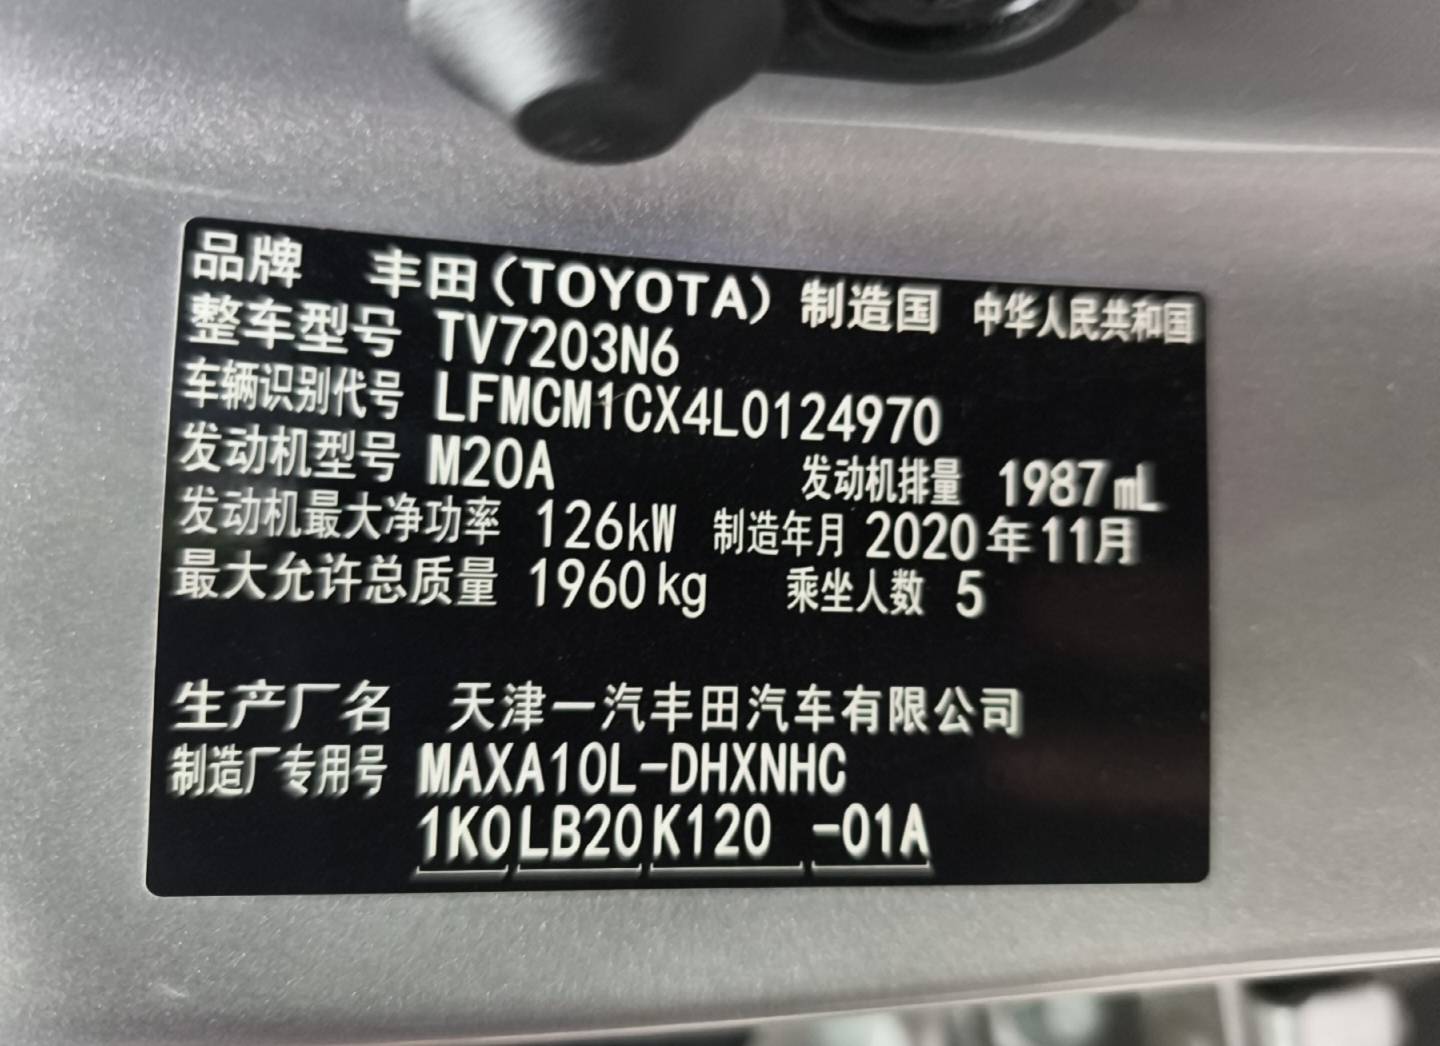 品牌 丰田(TOYOTA) 制造国 中华人民共和国
整车型号 TV7203N6
车辆识别代号 LFMCM1CX4L0124970
发动机型号 M20A 发动机排量 1987mL
发动机最大净功率 126kW 制造年月 2020年11月
最大允许总质量 1960kg 乘坐人数 5
生产厂名 天津一汽丰田汽车有限公司
制造厂专用号 MAXA10L-DHXNHC
1K0 LB20 K120 -01A